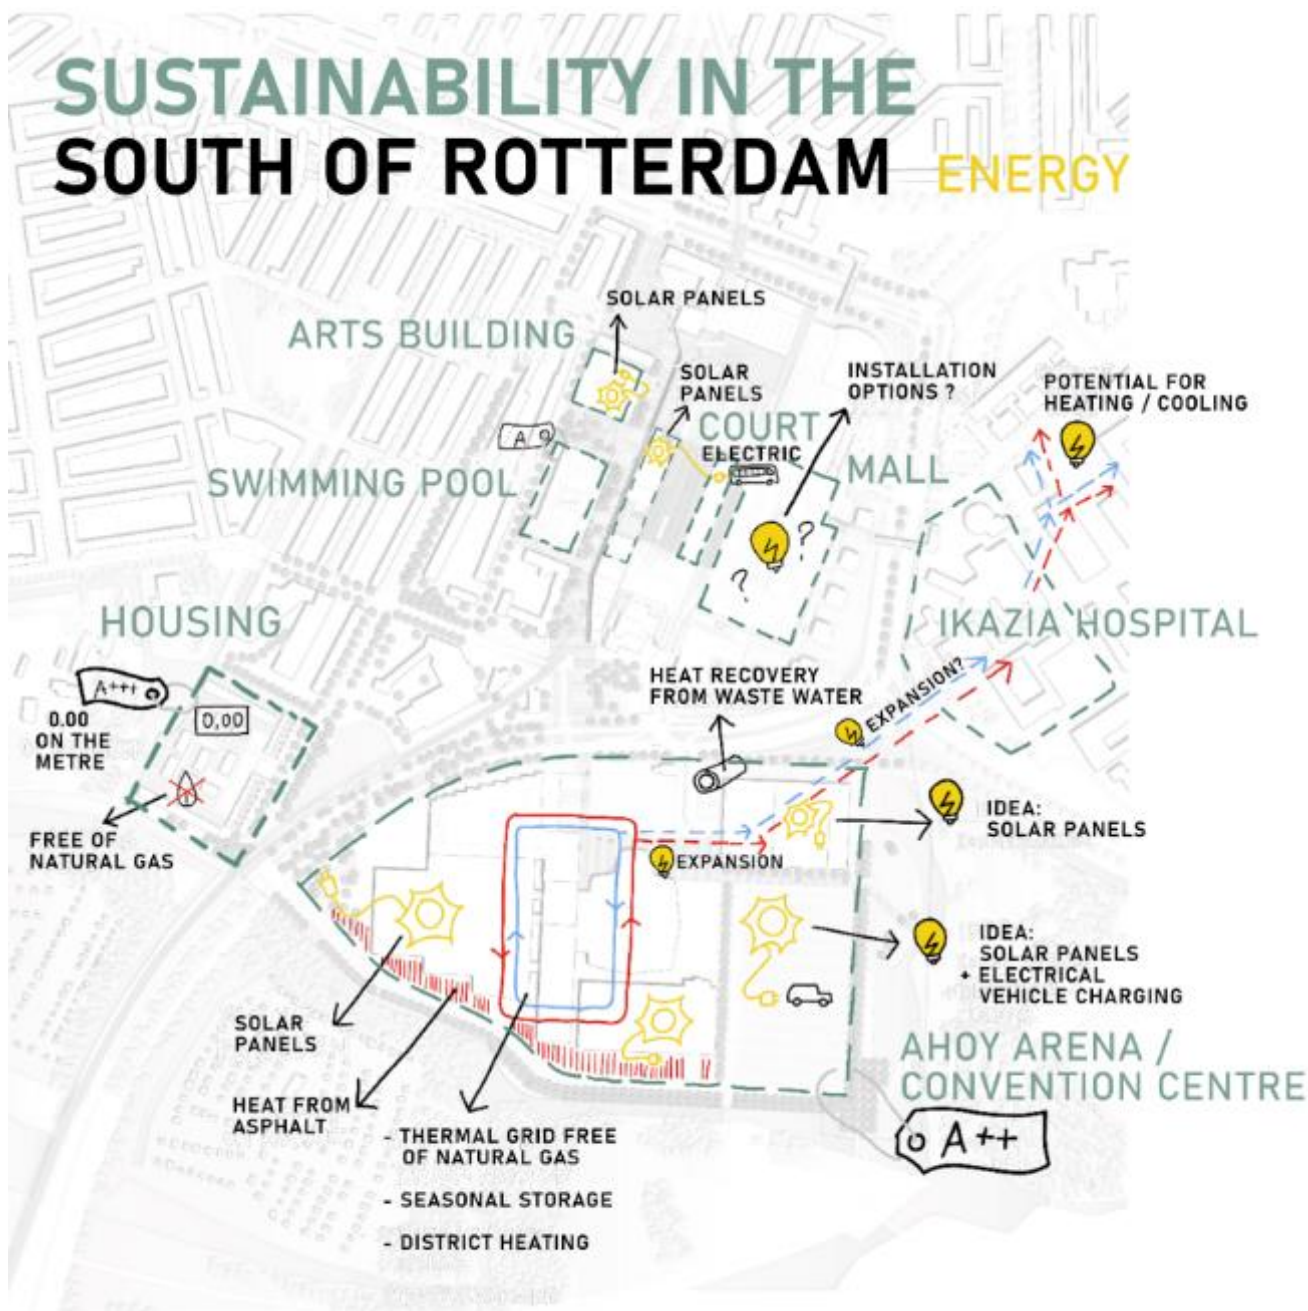 SUSTAINABILITY IN THE
SOUTH OF ROTTERDAM
ENERGY
SOLAR PANELS
ARTS BUILDING
SOLAR
PANELS
INSTALLATION
OPTIONS ?
POTENTIAL FOR
HEATING / COOLING
COURT
A
ELECTRIC
MALL
SWIMMING POOL
?
?
HOUSING
IKAZIA HOSPITAL
A+++
0.00
ON THE
METRE
0,00
HEAT RECOVERY
FROM WASTE WATER
EXPANSION?
FREE OF
NATURAL GAS
IDEA:
SOLAR PANELS
EXPANSION
IDEA:
SOLAR PANELS
+ ELECTRICAL
VEHICLE CHARGING
SOLAR
PANELS
AHOY ARENA /
CONVENTION CENTRE
HEAT FROM
ASPHALT
A++
- THERMAL GRID FREE
OF NATURAL GAS
- SEASONAL STORAGE
- DISTRICT HEATING